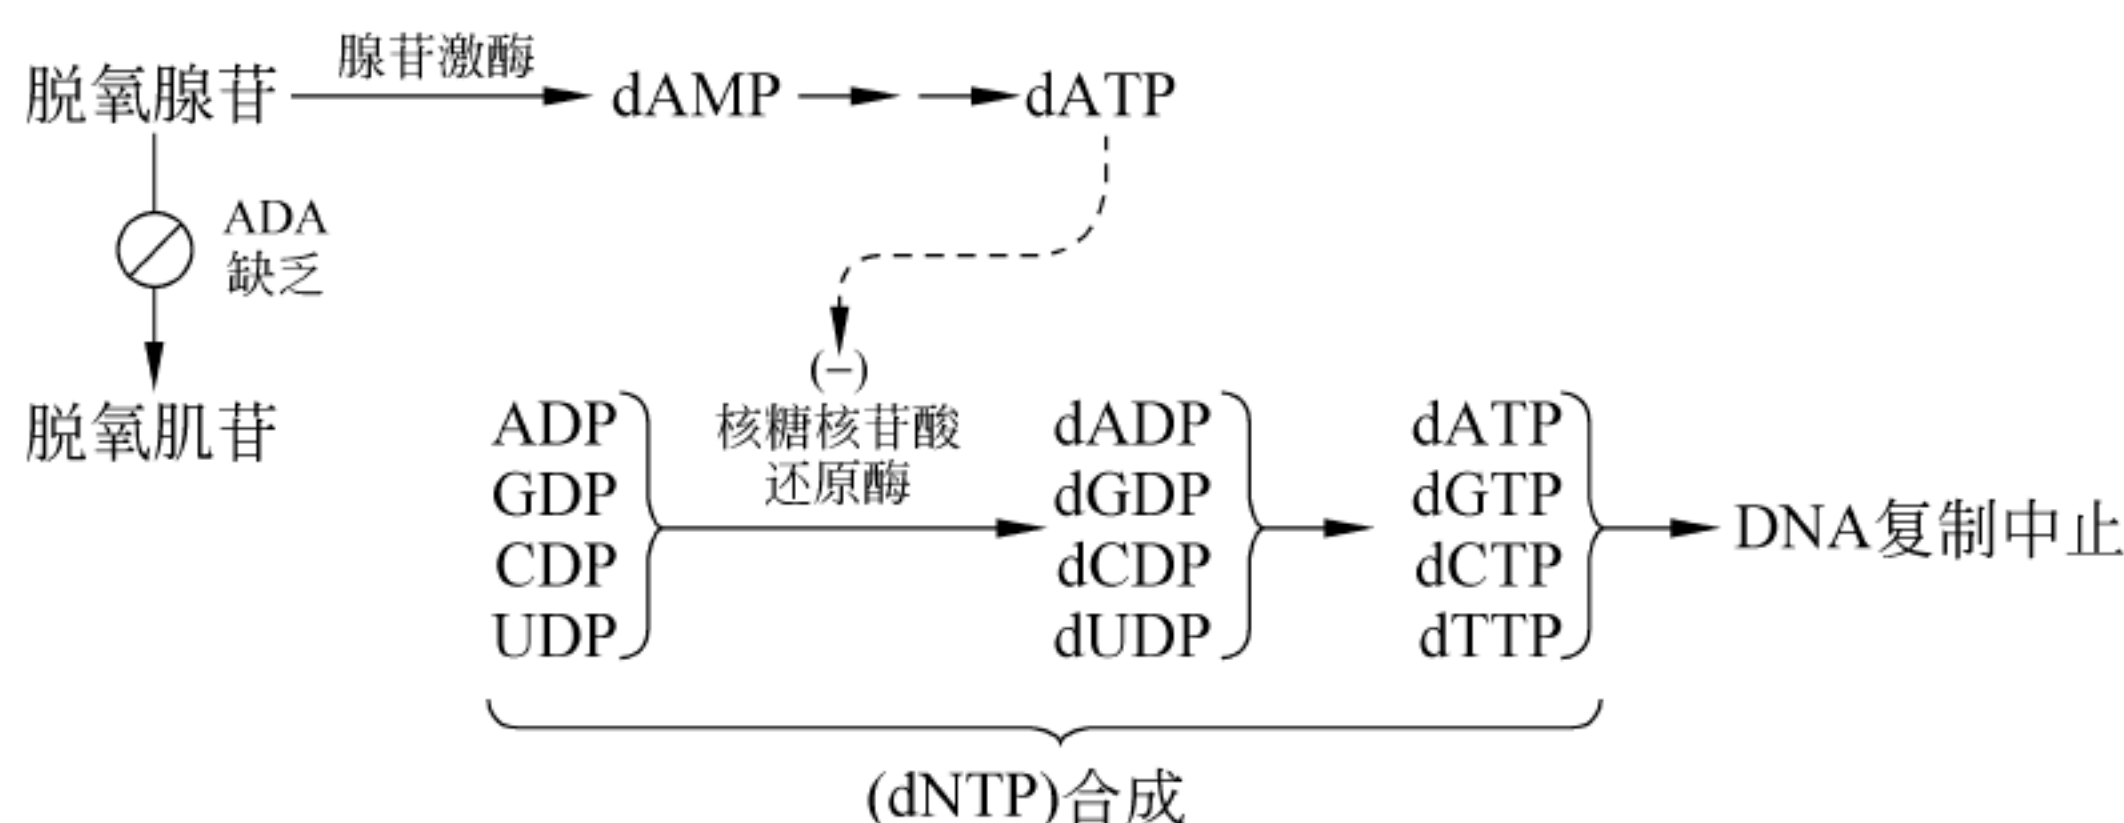 腺苷激酶
脱氧腺苷 dAMP dATP
ADA
缺乏
(−)
脱氧肌苷
ADP 核糖核苷酸 dADP dATP
还原酶
GDP dGDP dGTP
DNA复制中止
CDP dCDP dCTP
UDP dUDP dTTP
(dNTP)合成